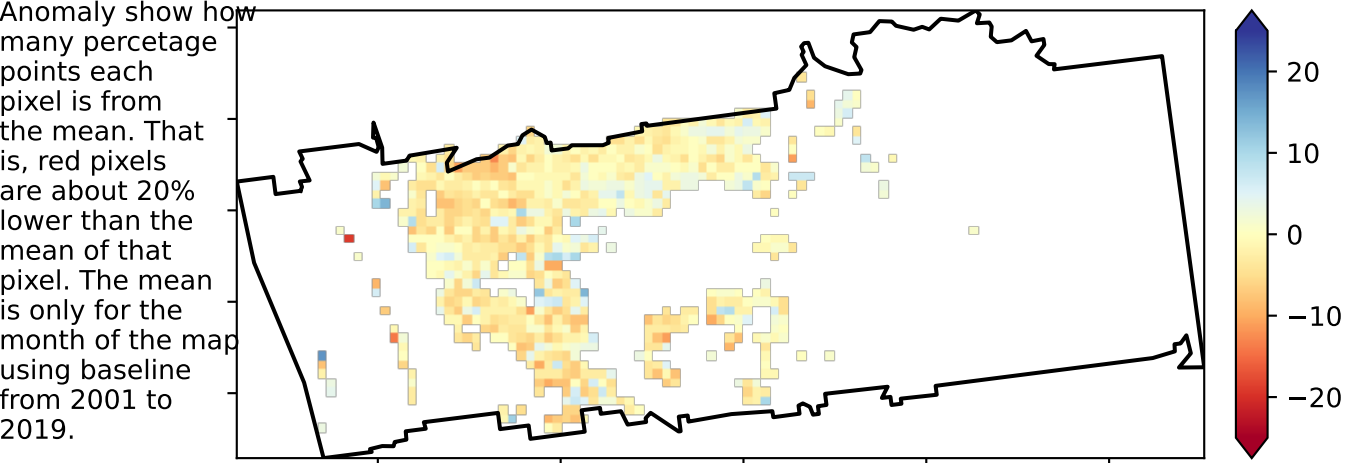 Anomaly show how
many percetage
points each
pixel is from
the mean. That
is, red pixels
are about 20%
lower than the
mean of that
pixel. The mean
is only for the
month of the map
using baseline
from 2001 to
2019.
20
10
0
−10
−20